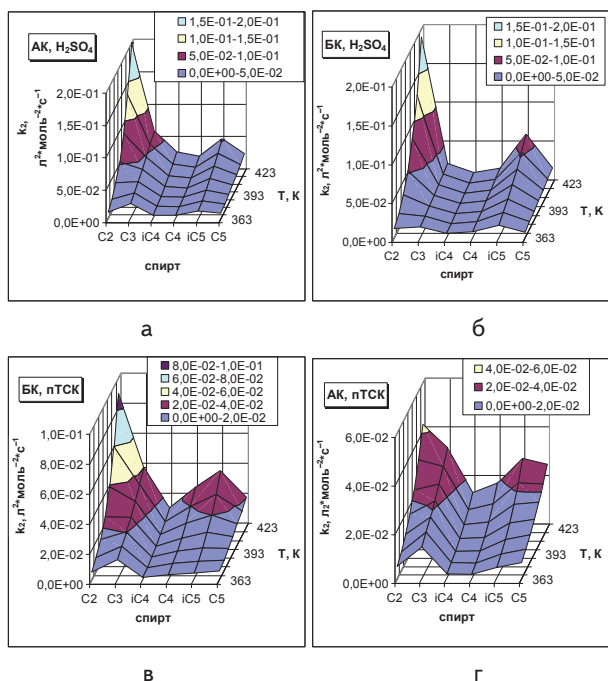 АК, H₂SO₄
1,5E-01-2,0E-01
1,0E-01-1,5E-01
5,0E-02-1,0E-01
0,0E+00-5,0E-02
k₂, л²*моль⁻²*с⁻¹
2,0E-01
1,5E-01
1,0E-01
5,0E-02
0,0E+00
C2 C3 iC4 C4 iC5 C5
363 393 423
T, К
спирт
а
БК, H₂SO₄
1,5E-01-2,0E-01
1,0E-01-1,5E-01
5,0E-02-1,0E-01
0,0E+00-5,0E-02
k₂, л²*моль⁻²*с⁻¹
2,0E-01
1,5E-01
1,0E-01
5,0E-02
0,0E+00
C2 C3 iC4 C4 iC5 C5
363 393 423
T, К
спирт
б
БК, пТСК
8,0E-02-1,0E-01
6,0E-02-8,0E-02
4,0E-02-6,0E-02
2,0E-02-4,0E-02
0,0E+00-2,0E-02
k₂, л²*моль⁻²*с⁻¹
1,0E-01
8,0E-02
6,0E-02
4,0E-02
2,0E-02
0,0E+00
C2 C3 iC4 C4 iC5 C5
363 393 423
T, К
спирт
в
АК, пТСК
4,0E-02-6,0E-02
2,0E-02-4,0E-02
0,0E+00-2,0E-02
k₂, л₂*моль⁻²*с⁻¹
6,0E-02
4,0E-02
2,0E-02
0,0E+00
C2 C3 iC4 C4 iC5 C5
363 393 423
T, К
спирт
г